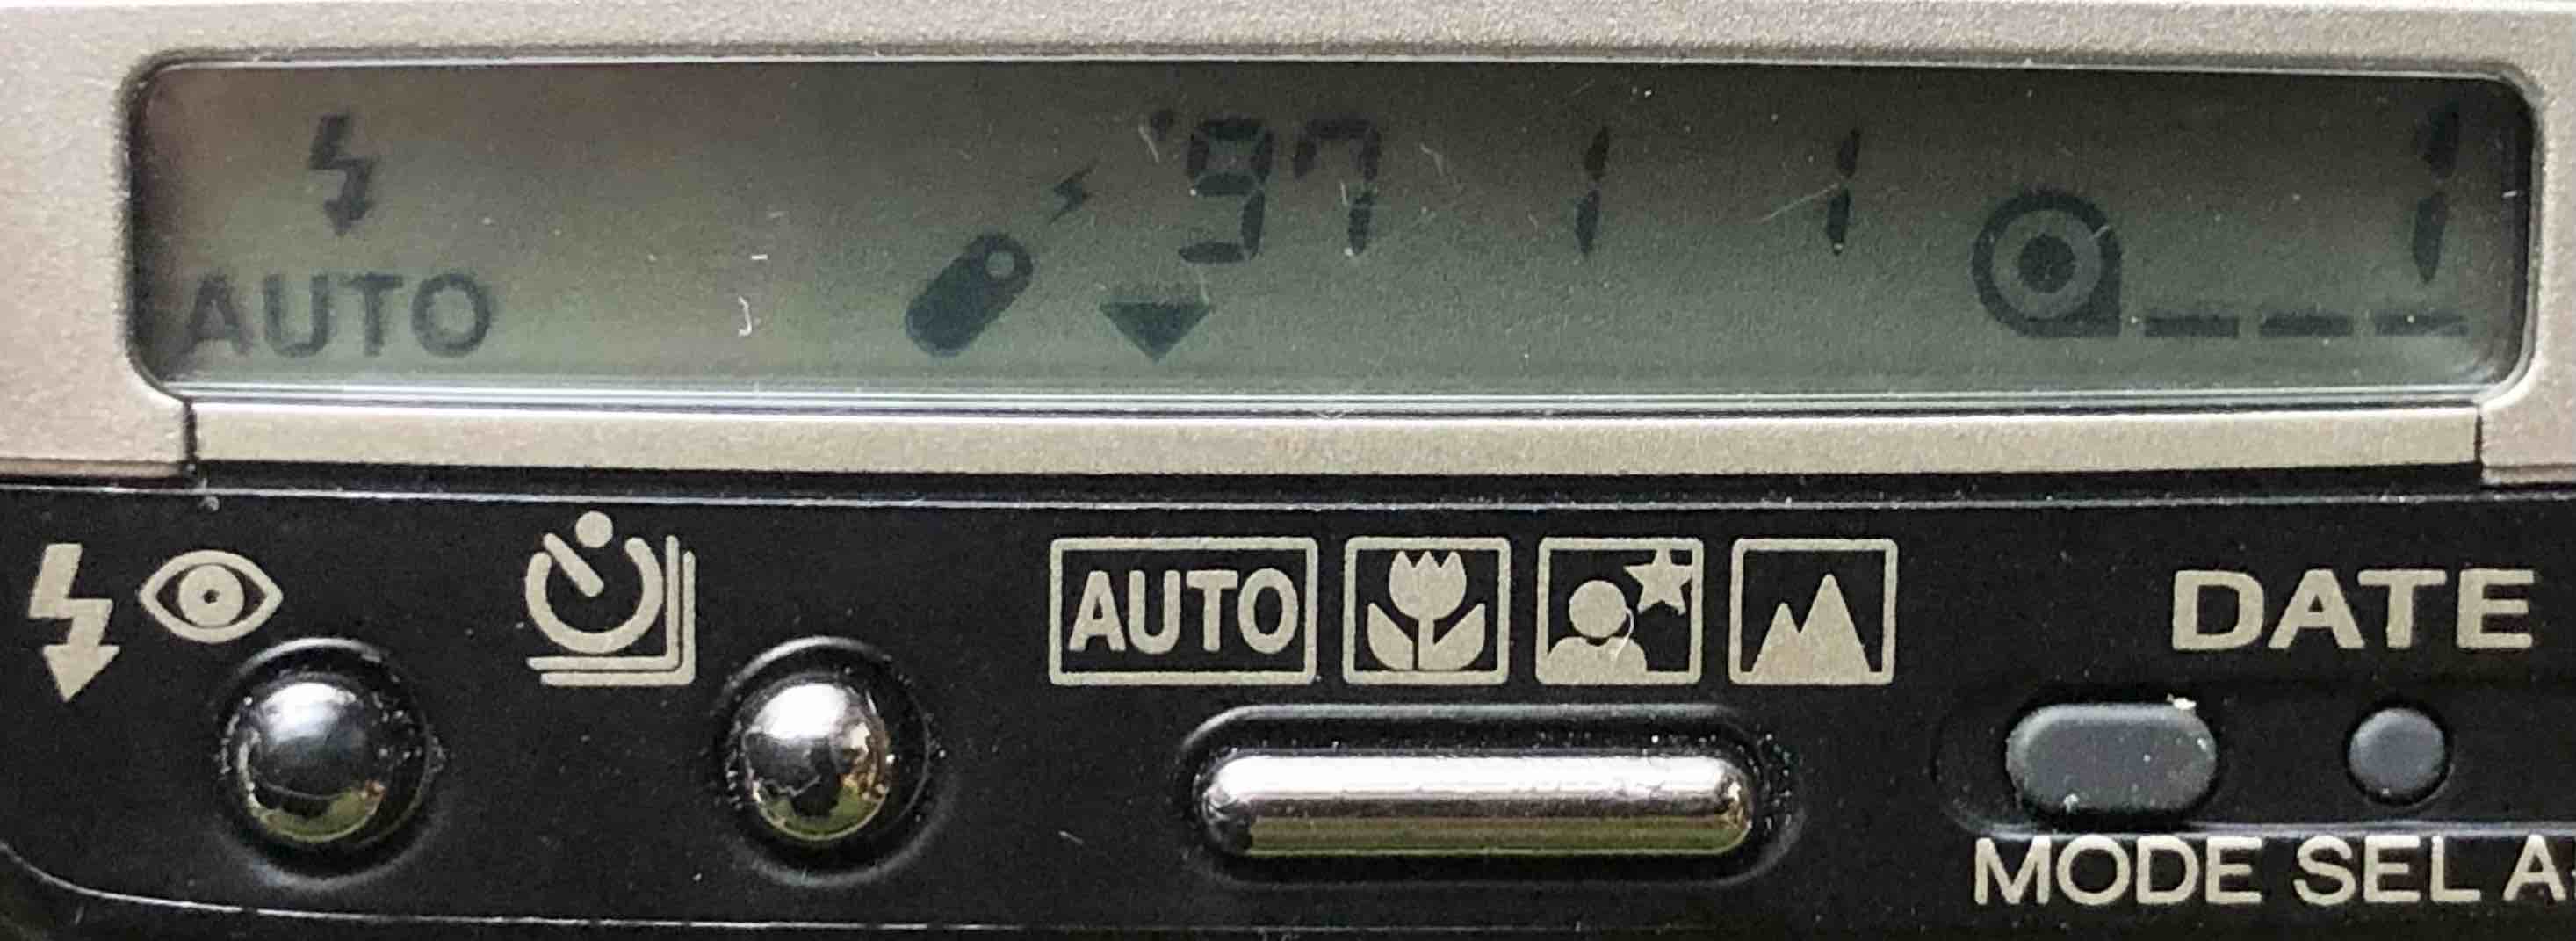 '97 1 1 1
AUTO
AUTO
DATE
MODE SEL